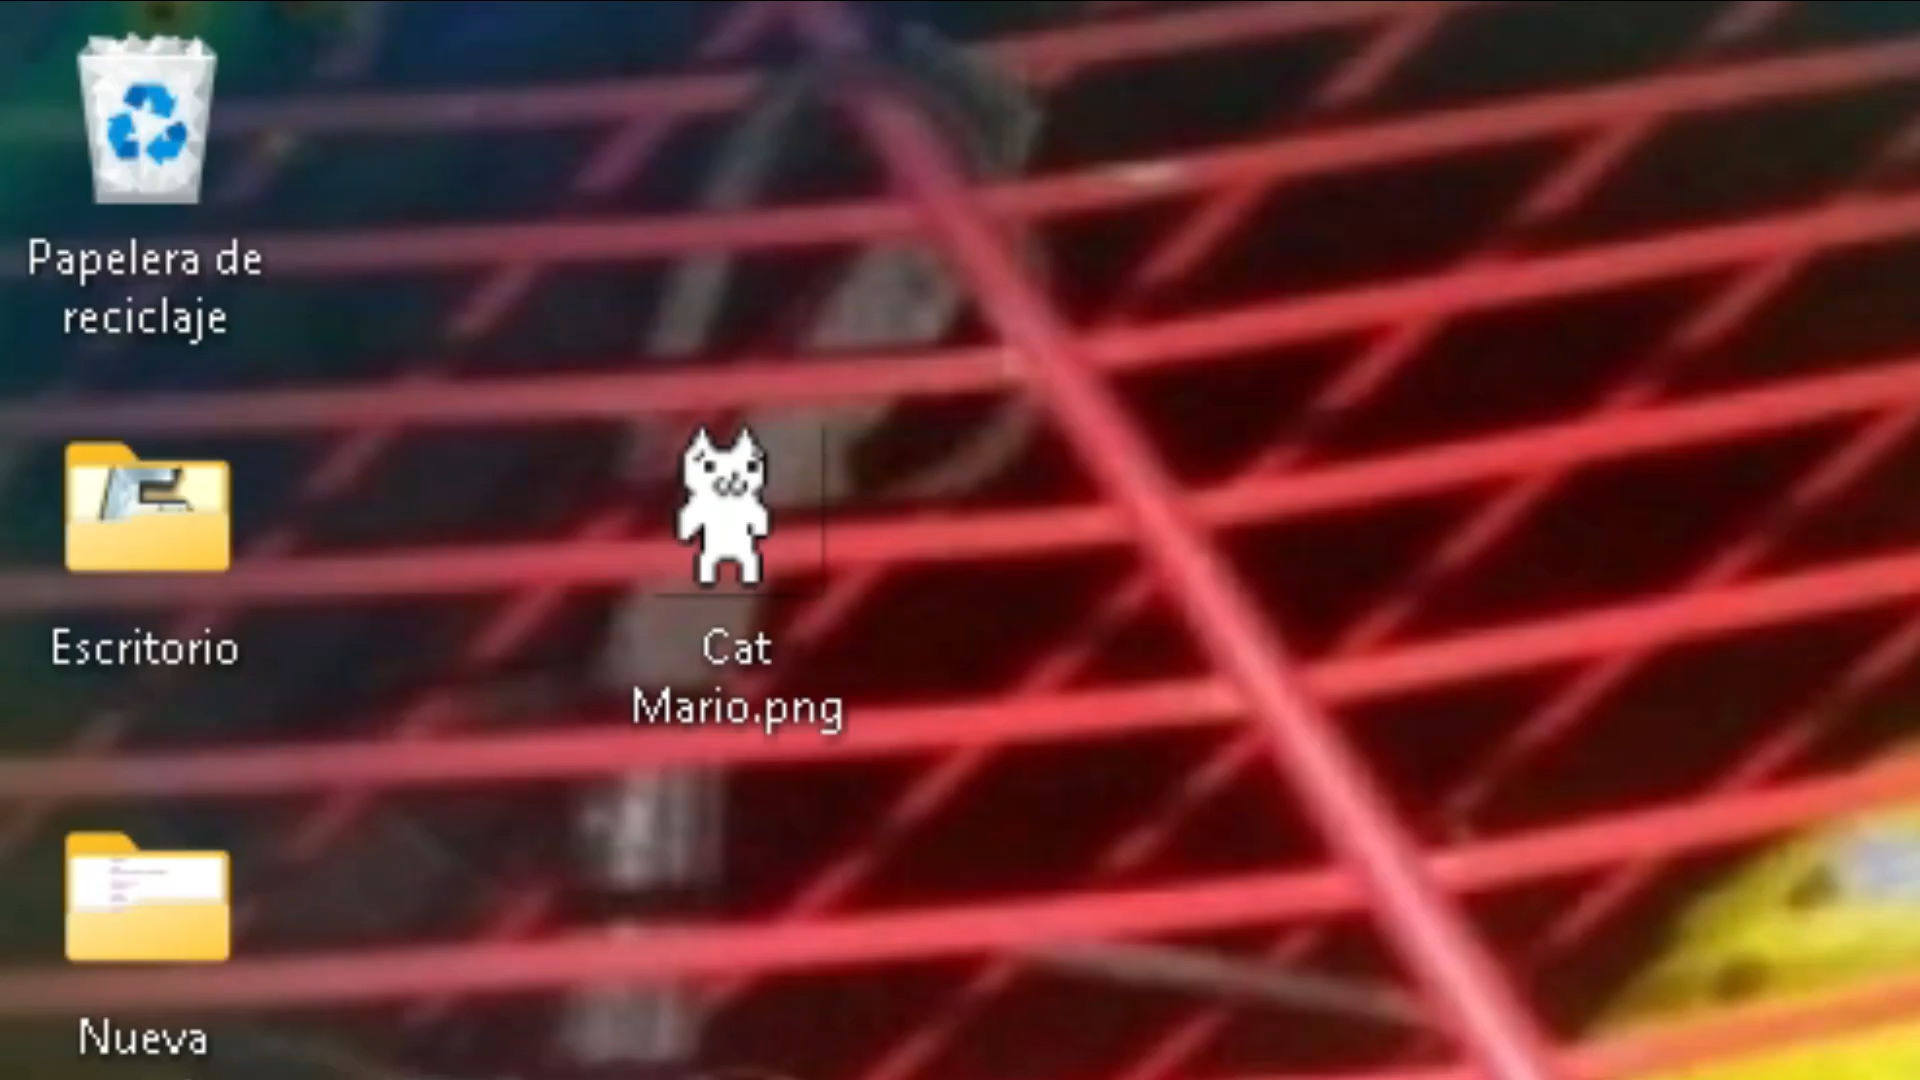 Papelera de
reciclaje
Escritorio
Cat
Mario.png
Nueva